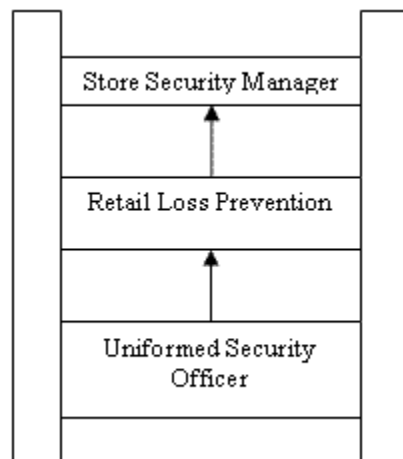 Store Security Manager
Retail Loss Prevention
Uniformed Security
Officer